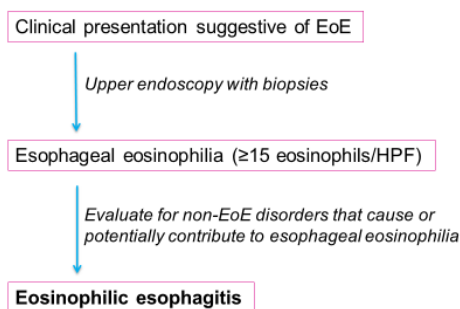 Clinical presentation suggestive of EoE
Upper endoscopy with biopsies
Esophageal eosinophilia (≥15 eosinophils/HPF)
Evaluate for non-EoE disorders that cause or
potentially contribute to esophageal eosinophilia
Eosinophilic esophagitis